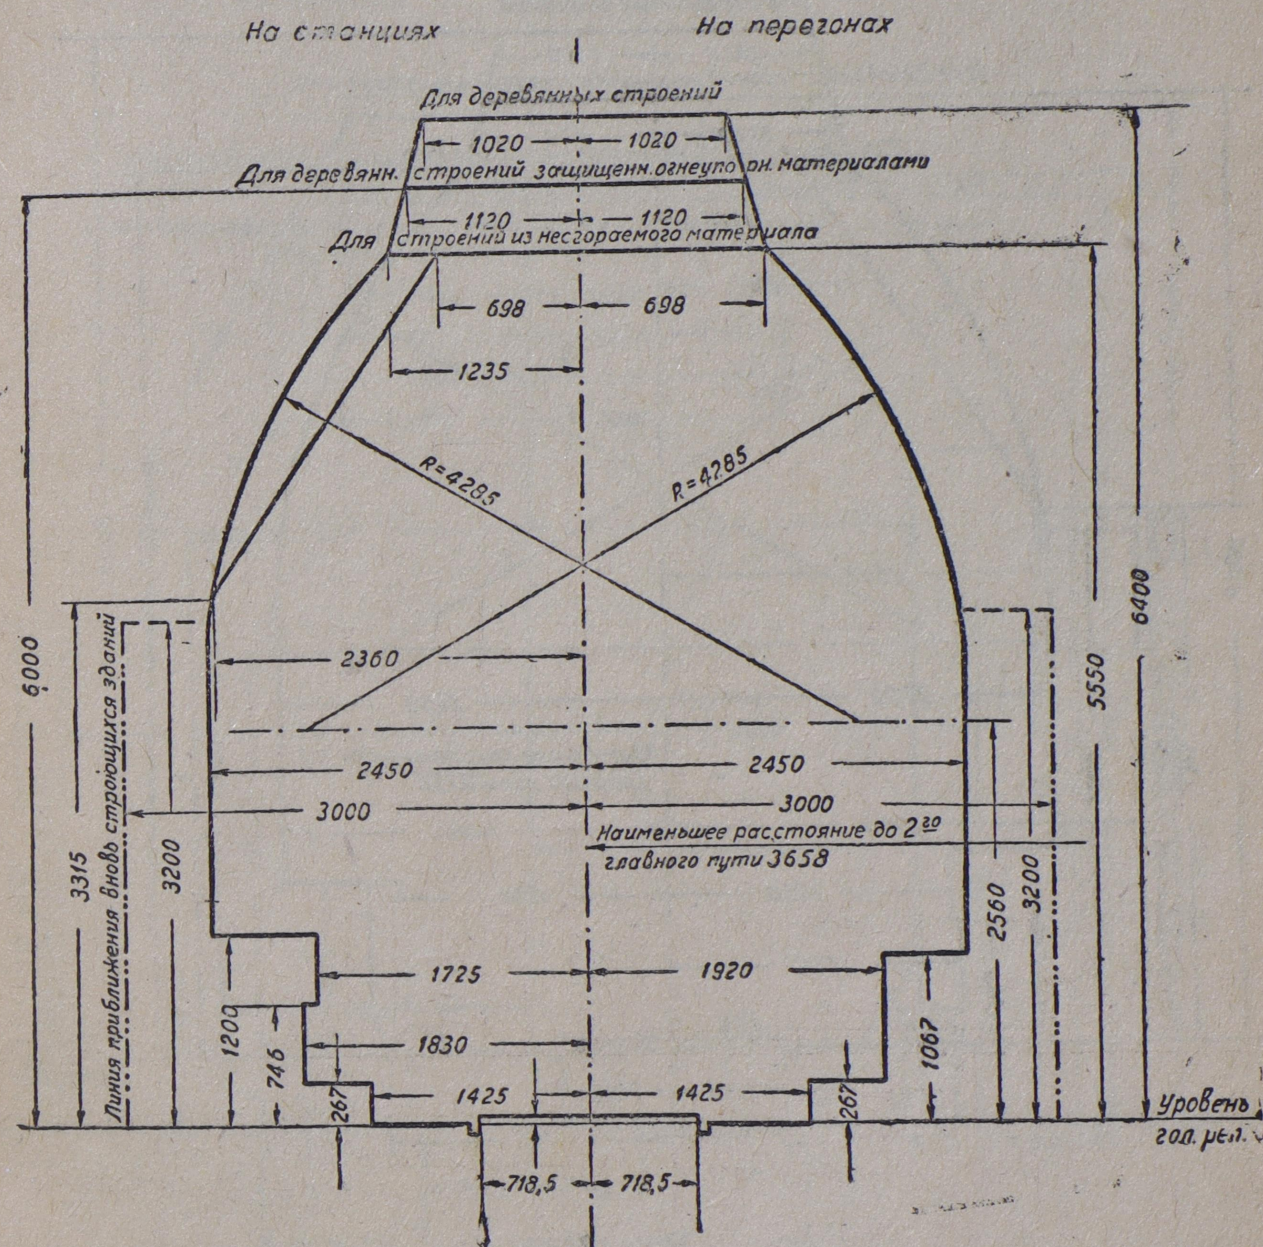 На станциях
На перегонах
Для деревянных строений
1020
1020
Для деревянн. строений защищенн. огнеупорн. материалами
1120
1120
Для строений из несгораемого материала
698
698
1235
R=4285
R=4285
6000
3315
Линия приближения вновь строющихся зданий
3200
2360
2450
2450
3000
3000
Наименьшее расстояние до 2го
главного пути 3658
2560
3200
5550
6400
1725
1920
1200
746
1830
1067
267
1425
1425
267
Уровень
гол. рел.
718,5
718,5